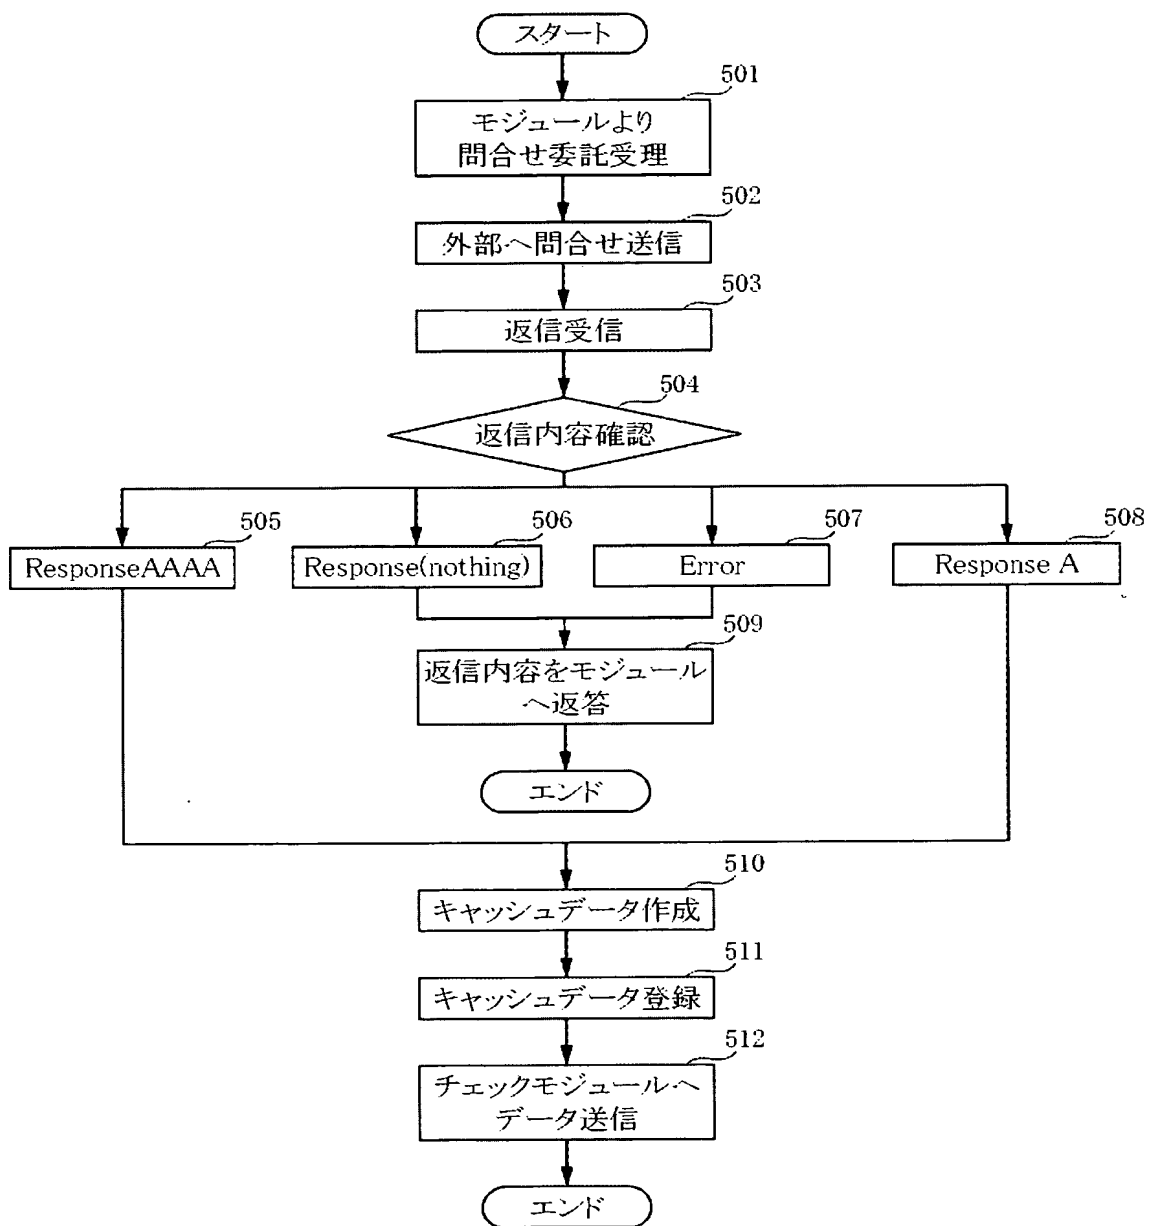 スタート
501
モジュールより
問合せ委託受理
502
外部へ問合せ送信
503
返信受信
504
返信内容確認
505
ResponseAAAA
506
Response(nothing)
507
Error
508
Response A
509
返信内容をモジュール
へ返答
エンド
510
キャッシュデータ作成
511
キャッシュデータ登録
512
チェックモジュールへ
データ送信
エンド